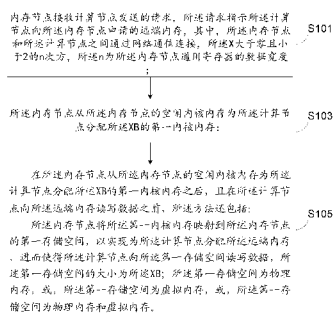 内存节点接收计算节点发送的请求，所述请求指示所述计算节
点向所述内存节点申请的远端内存，其中，所述内存节点
和所述计算节点之间通过网络通信连接，所述X大于零且小
于2的n次方，所述n为所述内存节点通用寄存器的数据宽度
；
S101
所述内存节点从所述内存节点的空闲内核内存为所述计算节
点分配所述XB的第一内核内存；
S103
在所述内存节点从所述内存节点的空闲内核内存为所述
计算节点分配所述XB的第一内核内存之后，且在所述计算节
点向所述远端内存读写数据之前，所述方法还包括：
所述内存节点将所述第一内核内存映射到所述内存节点
的第一存储空间，以实现为所述计算节点分配所述远端内存
，进而使得所述计算节点向所述第一存储空间读写数据，所
述第一存储空间的大小为所述XB；所述第一存储空间为物理
内存，或，所述第一存储空间为虚拟内存，或，所述第一存
储空间为物理内存和虚拟内存。
S105